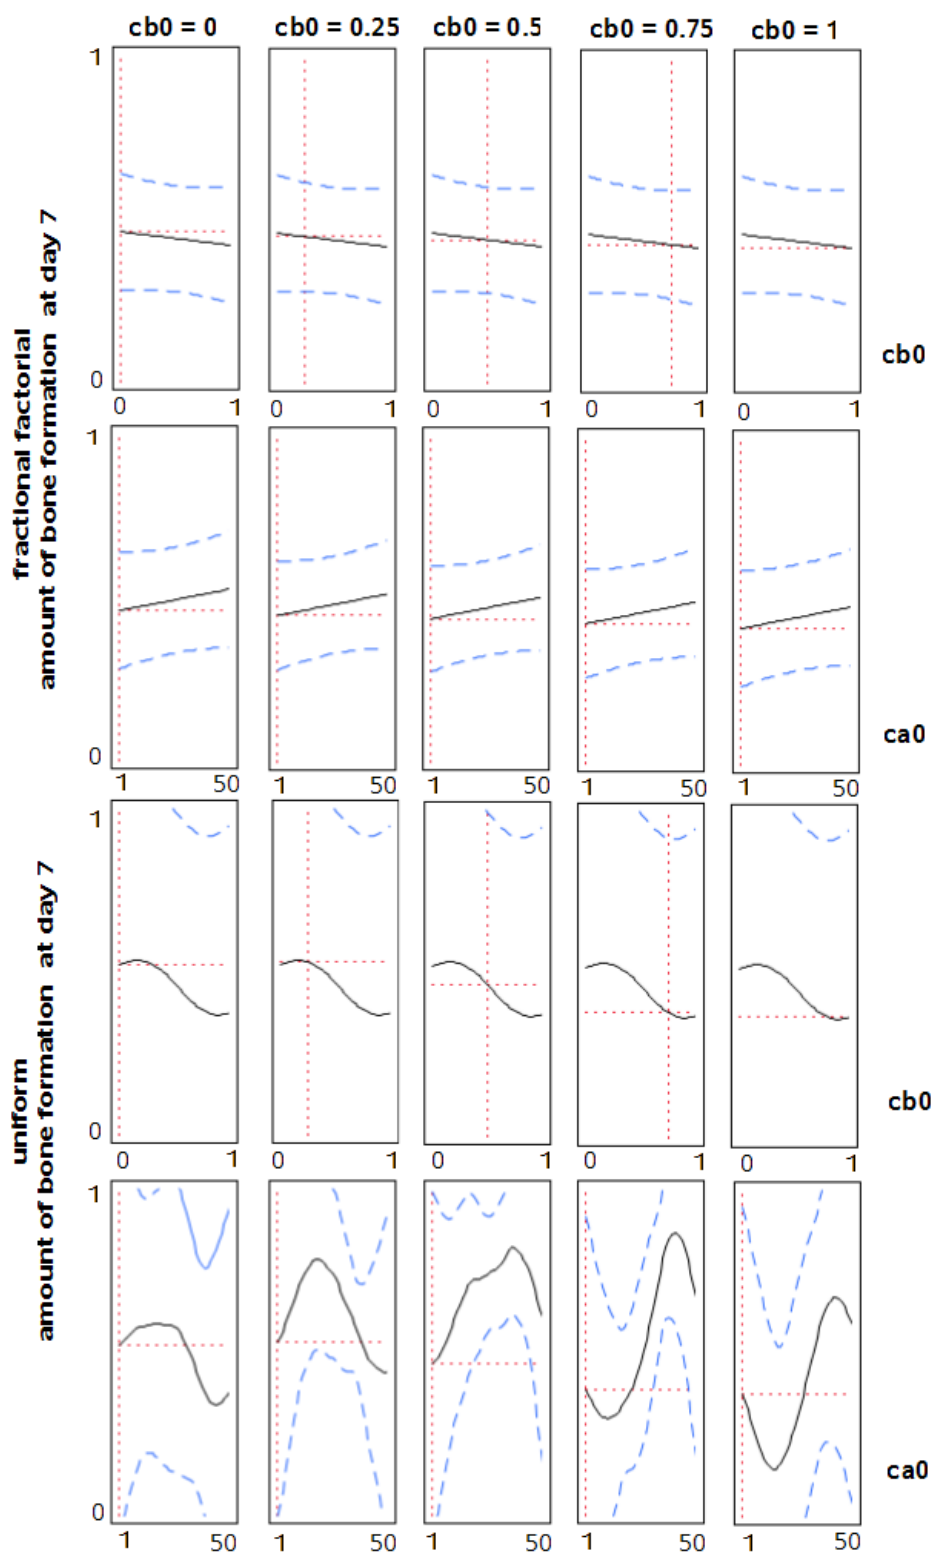 cb0 = 0 cb0 = 0.25 cb0 = 0.5 cb0 = 0.75 cb0 = 1
fractional factorial
amount of bone formation at day 7
1
0
0 1 0 1 0 1 0 1 0 1
cb0
1
0
1 50 1 50 1 50 1 50 1 50
ca0
uniform
amount of bone formation at day 7
1
0
0 1 0 1 0 1 0 1 0 1
cb0
1
0
1 50 1 50 1 50 1 50 1 50
ca0